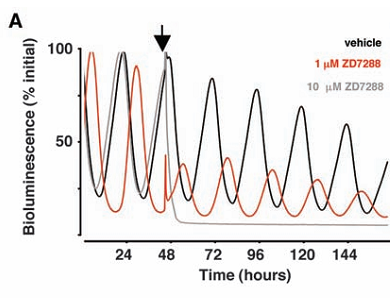 A
100
50
Bioluminescence (% initial)
vehicle
1 μM ZD7288
10 μM ZD7288
24 48 72 96 120 144
Time (hours)